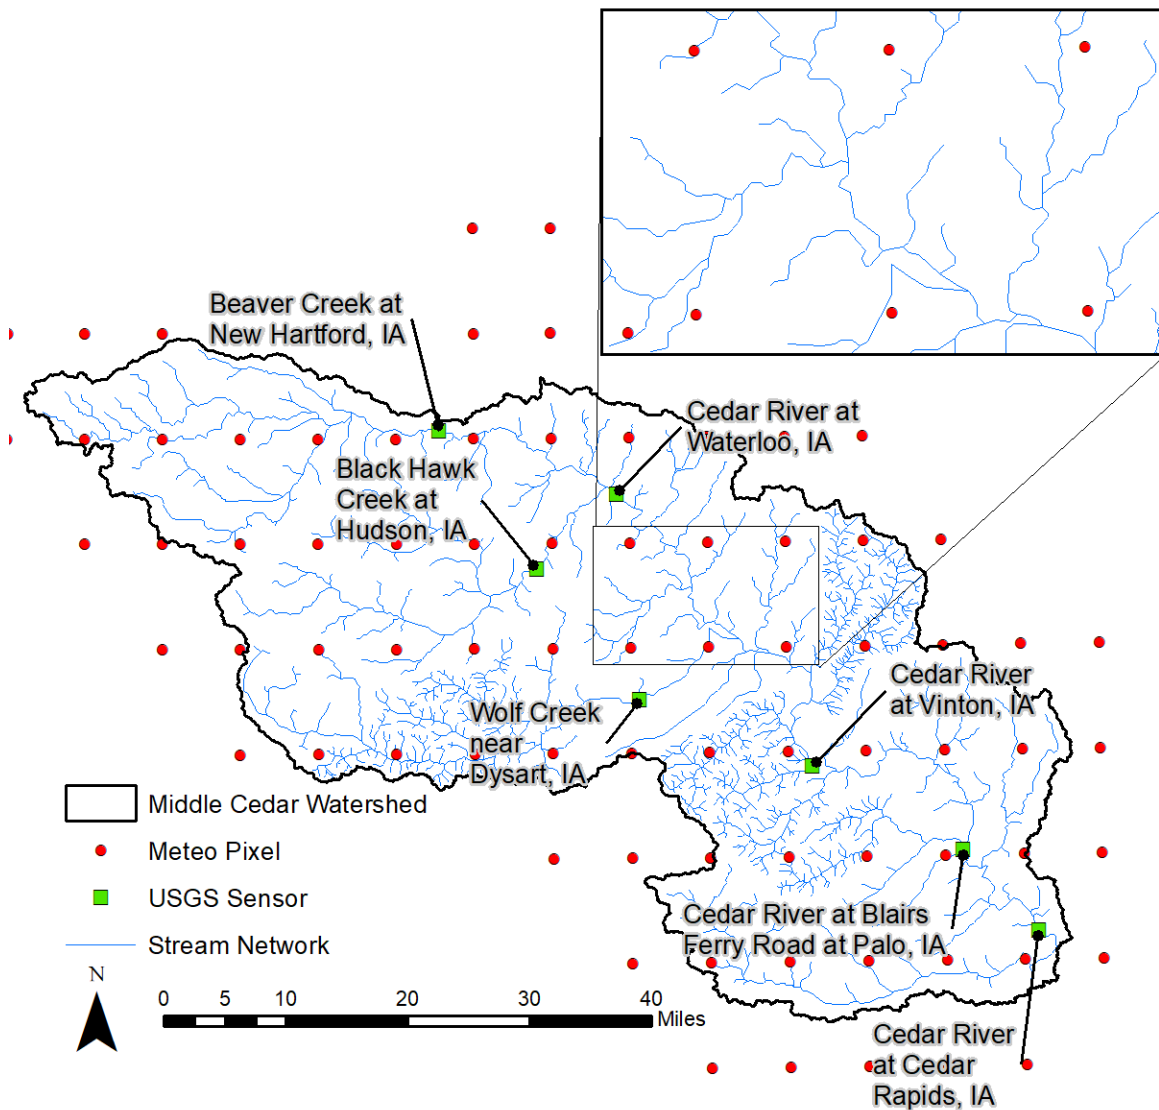 Beaver Creek at
New Hartford, IA
Cedar River at
Waterloo, IA
Black Hawk
Creek at
Hudson, IA
Cedar River
at Vinton, IA
Wolf Creek
near
Dysart, IA
Middle Cedar Watershed
Meteo Pixel
USGS Sensor
Stream Network
Cedar River at Blairs
Ferry Road at Palo, IA
N
0 5 10 20 30 40
Miles
Cedar River
at Cedar
Rapids, IA